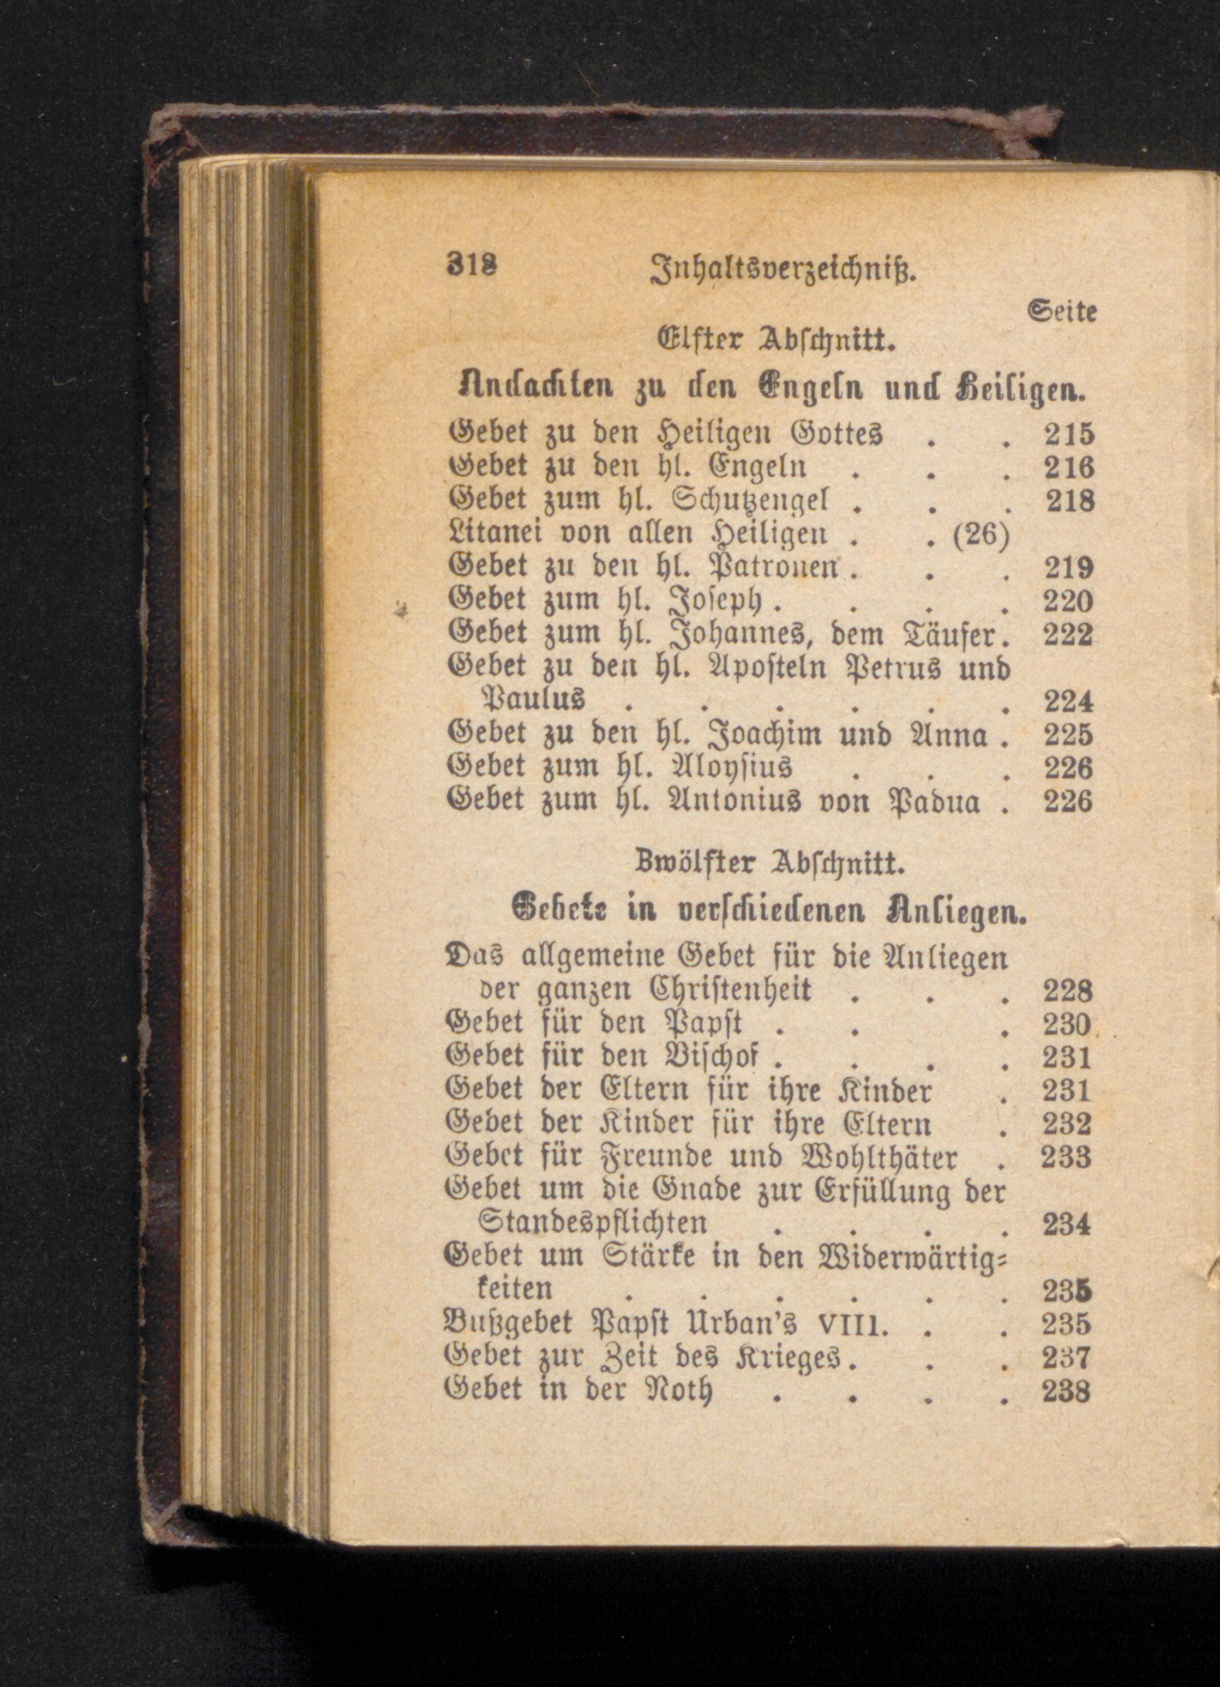 318 Inhaltsverzeichniß.
Seite
Elfter Abschnitt.
Andachten zu den Engeln und Heiligen.
Gebet zu den Heiligen Gottes . . 215
Gebet zu den hl. Engeln . . . 216
Gebet zum hl. Schutzengel . . . 218
Litanei von allen Heiligen . . (26)
Gebet zu den hl. Patronen . . . 219
Gebet zum hl. Joseph . . . . 220
Gebet zum hl. Johannes, dem Täufer. 222
Gebet zu den hl. Aposteln Petrus und
Paulus . . . . . . 224
Gebet zu den hl. Joachim und Anna . 225
Gebet zum hl. Aloysius . . . 226
Gebet zum hl. Antonius von Padua . 226
Zwölfter Abschnitt.
Gebete in verschiedenen Anliegen.
Das allgemeine Gebet für die Anliegen
der ganzen Christenheit . . . 228
Gebet für den Papst . . . 230
Gebet für den Bischof . . . . 231
Gebet der Eltern für ihre Kinder . 231
Gebet der Kinder für ihre Eltern . 232
Gebet für Freunde und Wohlthäter . 233
Gebet um die Gnade zur Erfüllung der
Standespflichten . . . . 234
Gebet um Stärke in den Widerwärtig-
keiten . . . . . . 235
Bußgebet Papst Urban's VIII. . . 235
Gebet zur Zeit des Krieges . . . 237
Gebet in der Noth . . . . 238